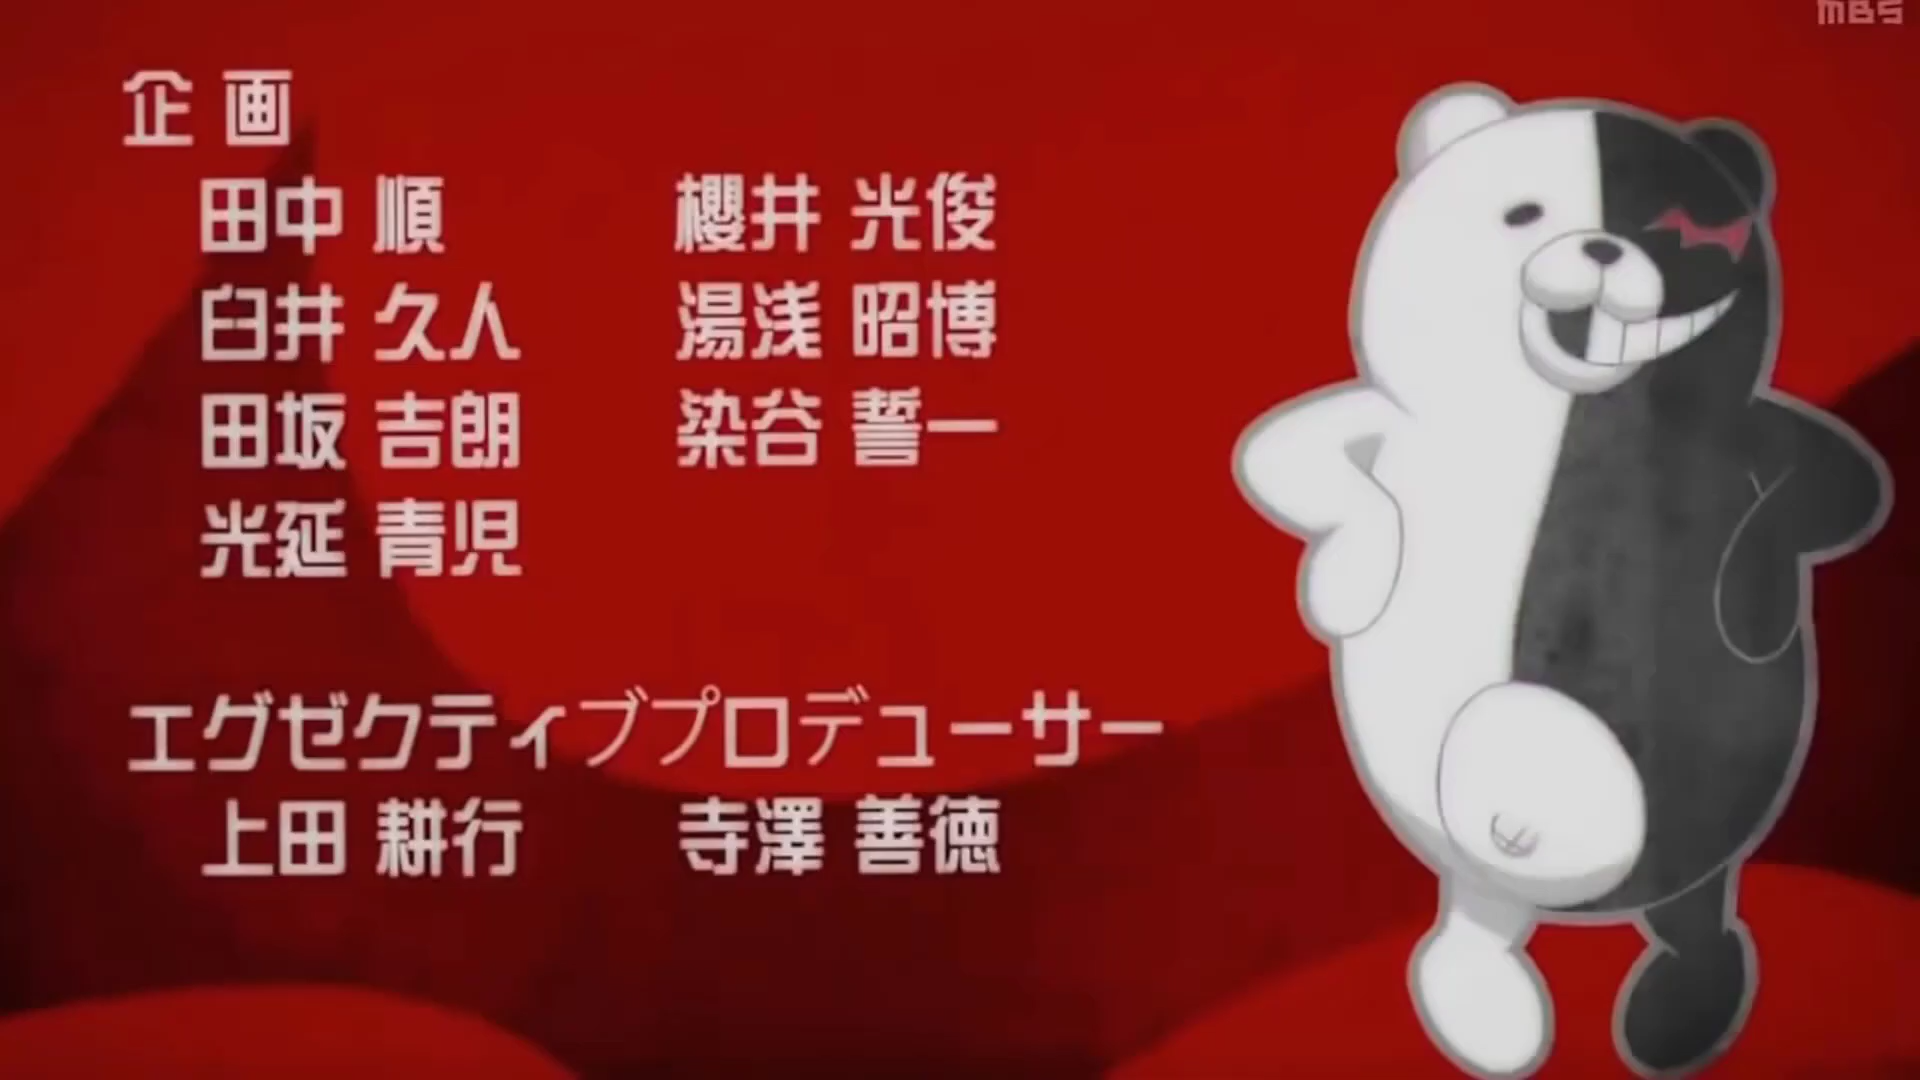 MBS
企画
田中 順 櫻井 光俊
臼井 久人 湯浅 昭博
田坂 吉朗 染谷 誓一
光延 青児
エグゼクティブプロデューサー
上田 耕行 寺澤 善徳